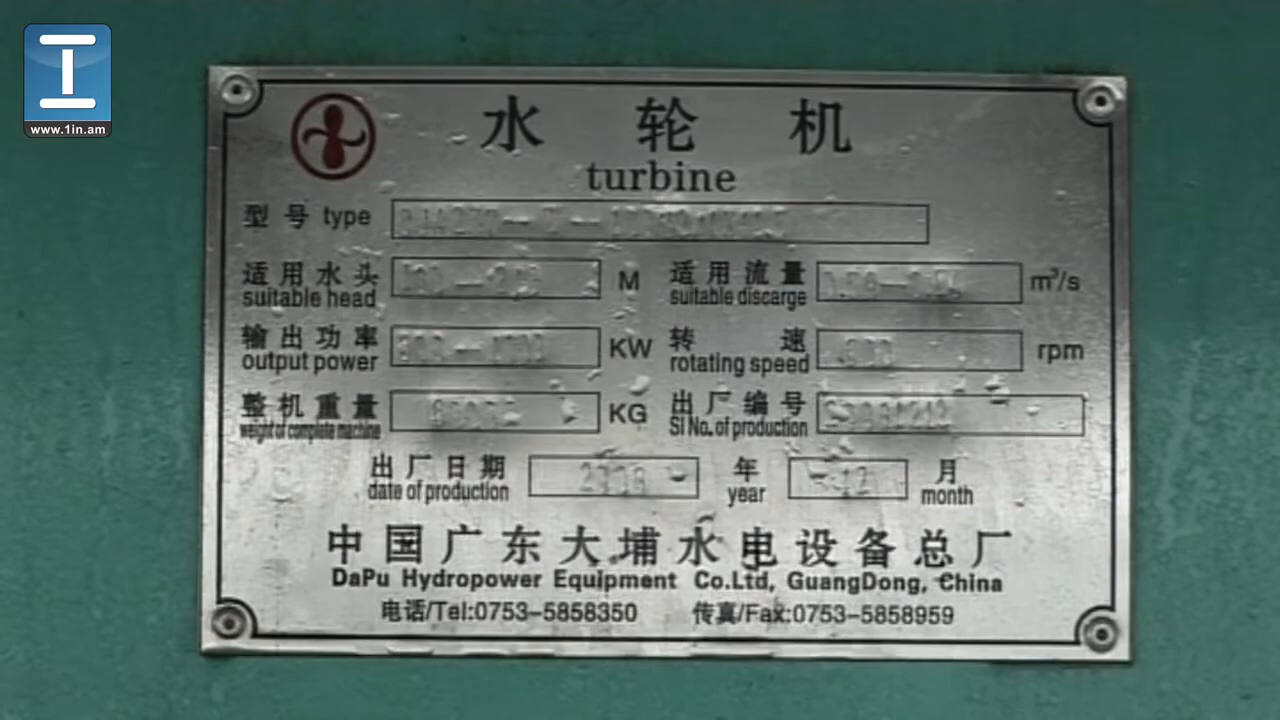 www.1in.am
水 轮 机
turbine
型 号 type
适 用 水 头 M 适 用 流 量 m³/s
suitable head suitable discarge
输 出 功 率 KW 转 速 rpm
output power rotating speed
整 机 重 量 KG 出 厂 编 号
weight of complete machine Sl No. of production
出 厂 日 期 2008 年 12 月
date of production year month
中国广东大埔水电设备总厂
DaPu Hydropower Equipment Co.Ltd, GuangDong, China
电话/Tel:0753-5858350 传真/Fax:0753-5858959